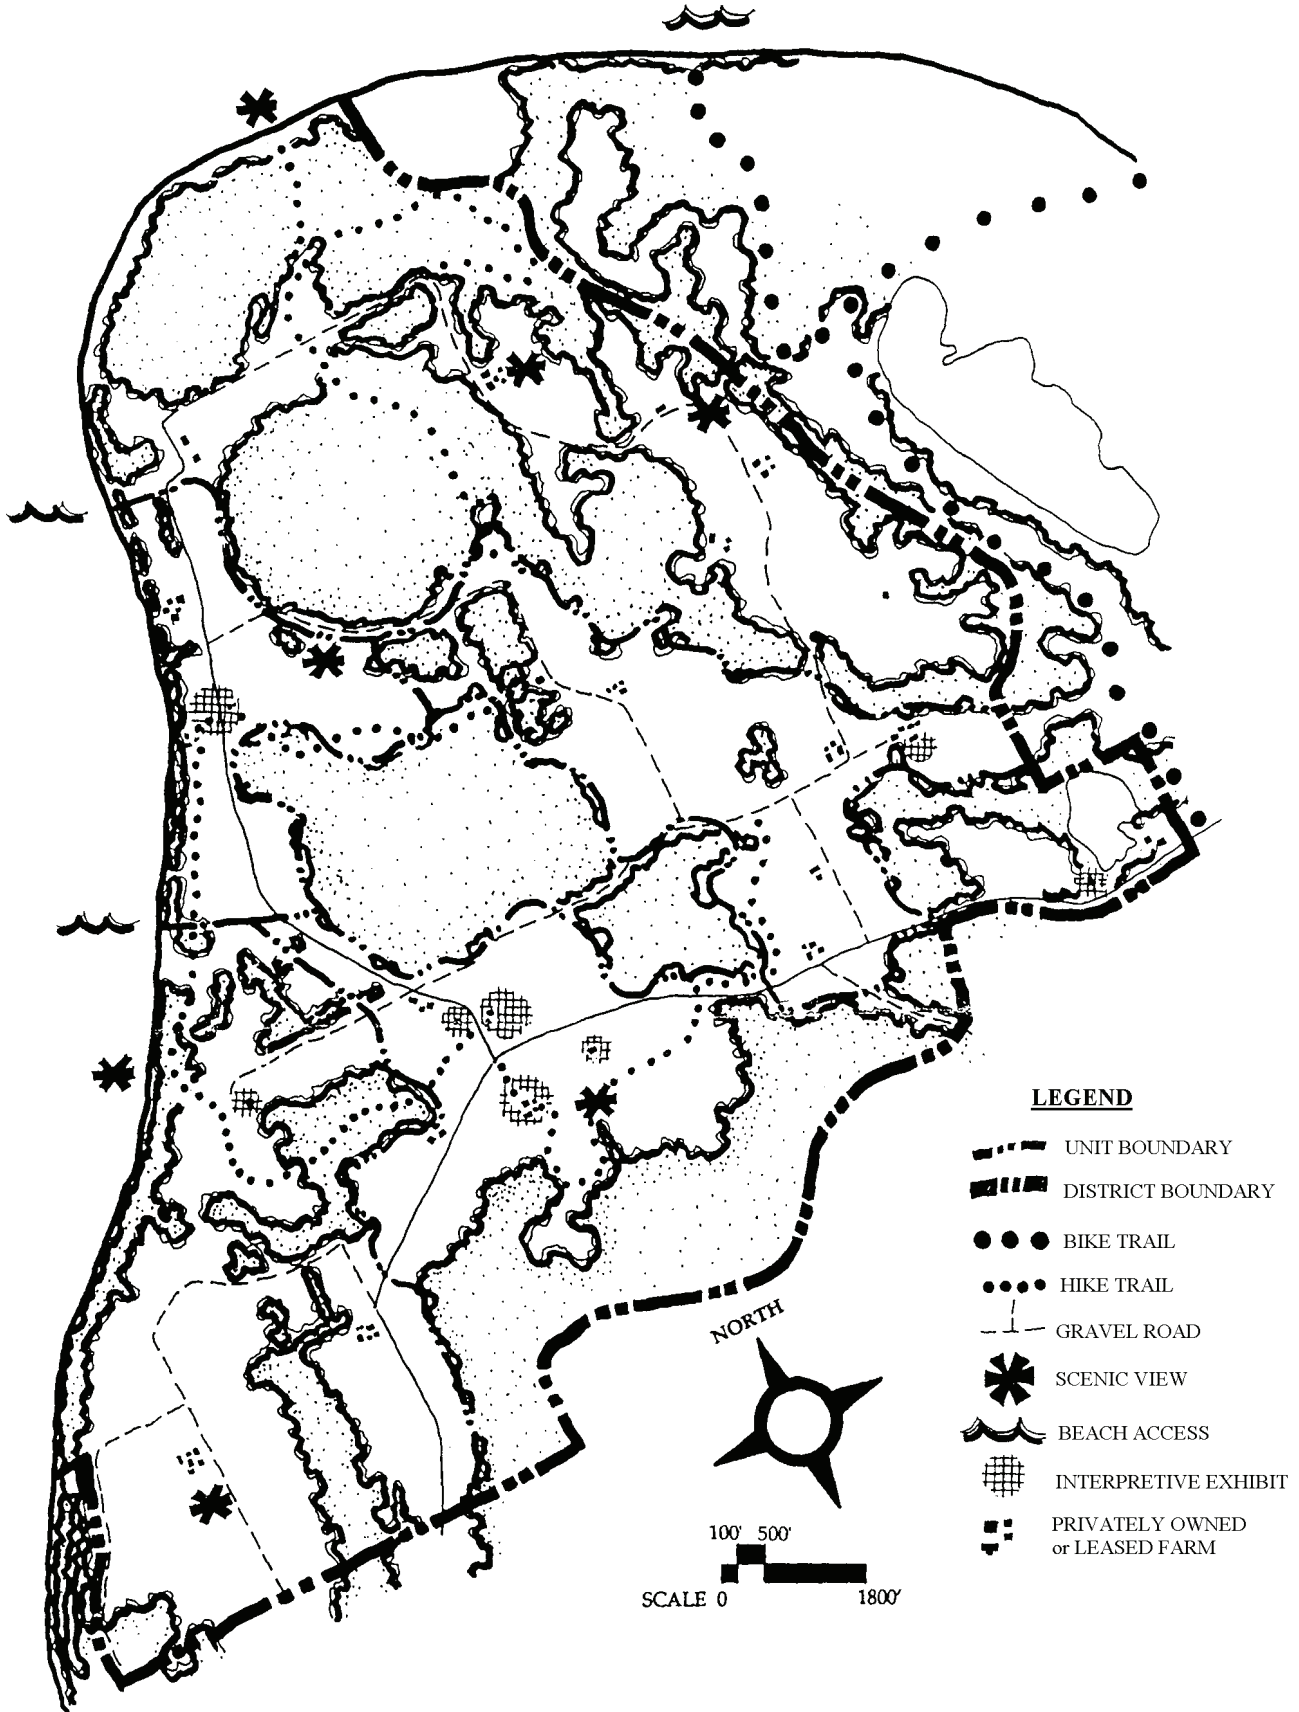 LEGEND
UNIT BOUNDARY
DISTRICT BOUNDARY
BIKE TRAIL
HIKE TRAIL
GRAVEL ROAD
SCENIC VIEW
BEACH ACCESS
INTERPRETIVE EXHIBIT
PRIVATELY OWNED
or LEASED FARM
NORTH
100' 500'
SCALE 0 1800'